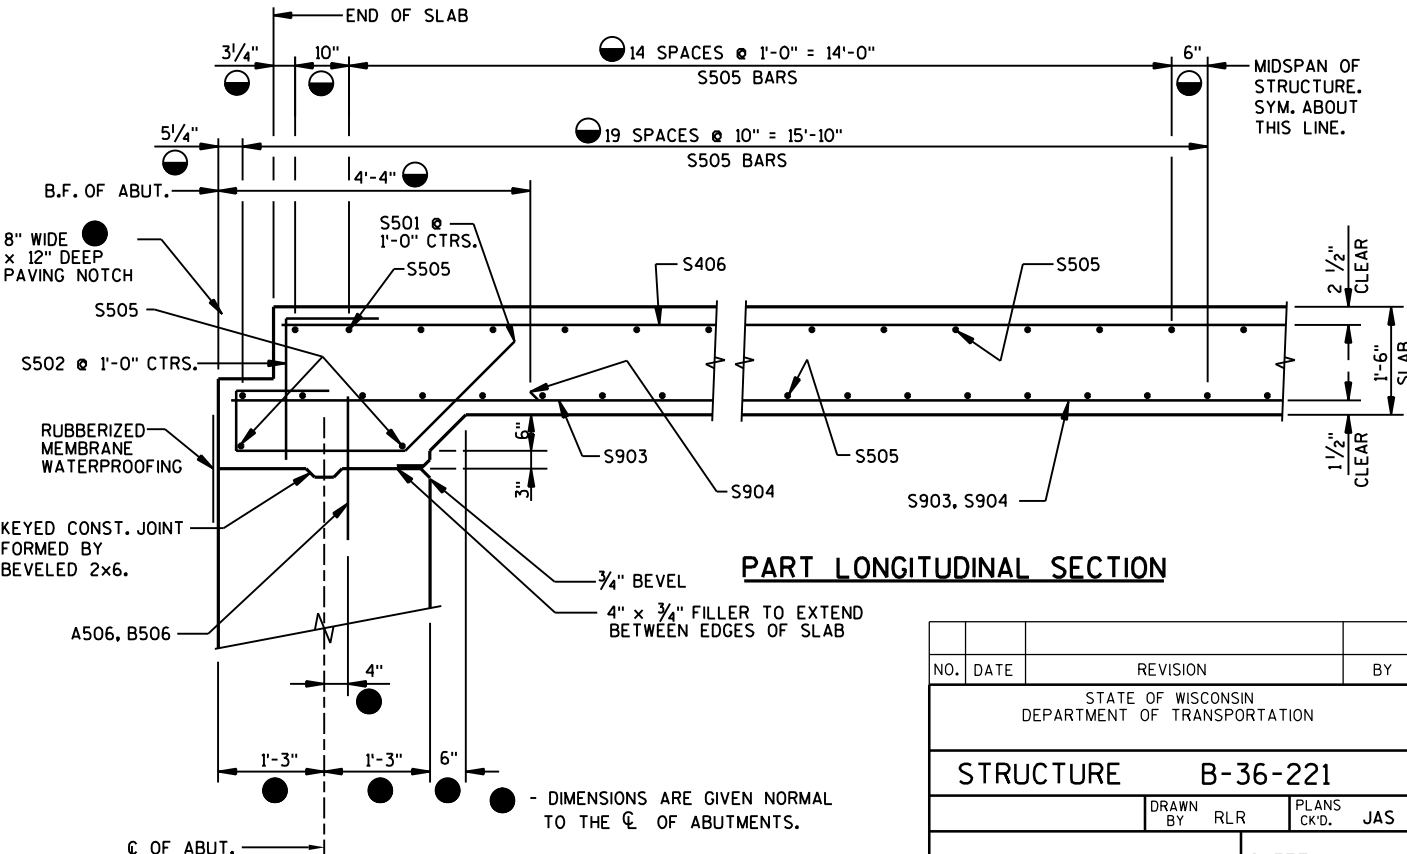 END OF SLAB
3 1/4"
10"
14 SPACES @ 1'-0" = 14'-0"
S505 BARS
6"
MIDSPAN OF
STRUCTURE.
SYM. ABOUT
THIS LINE.
5 1/4"
19 SPACES @ 10" = 15'-10"
S505 BARS
B.F. OF ABUT.
4'-4"
8" WIDE
× 12" DEEP
PAVING NOTCH
S501 @
1'-0" CTRS.
S505
S406
S505
2 1/2"
CLEAR
S505
S502 @ 1'-0" CTRS.
1'-6"
SLAB
RUBBERIZED
MEMBRANE
WATERPROOFING
6"
3"
S903
S904
S505
S903, S904
1 1/2"
CLEAR
KEYED CONST. JOINT
FORMED BY
BEVELED 2×6.
PART LONGITUDINAL SECTION
3/4" BEVEL
4" × 3/4" FILLER TO EXTEND
BETWEEN EDGES OF SLAB
A506, B506
4"
1'-3"
1'-3"
6"
- DIMENSIONS ARE GIVEN NORMAL
TO THE ℄ OF ABUTMENTS.
℄ OF ABUT.
NO. DATE REVISION BY
STATE OF WISCONSIN
DEPARTMENT OF TRANSPORTATION
STRUCTURE B-36-221
DRAWN
BY RLR
PLANS
CK'D. JAS